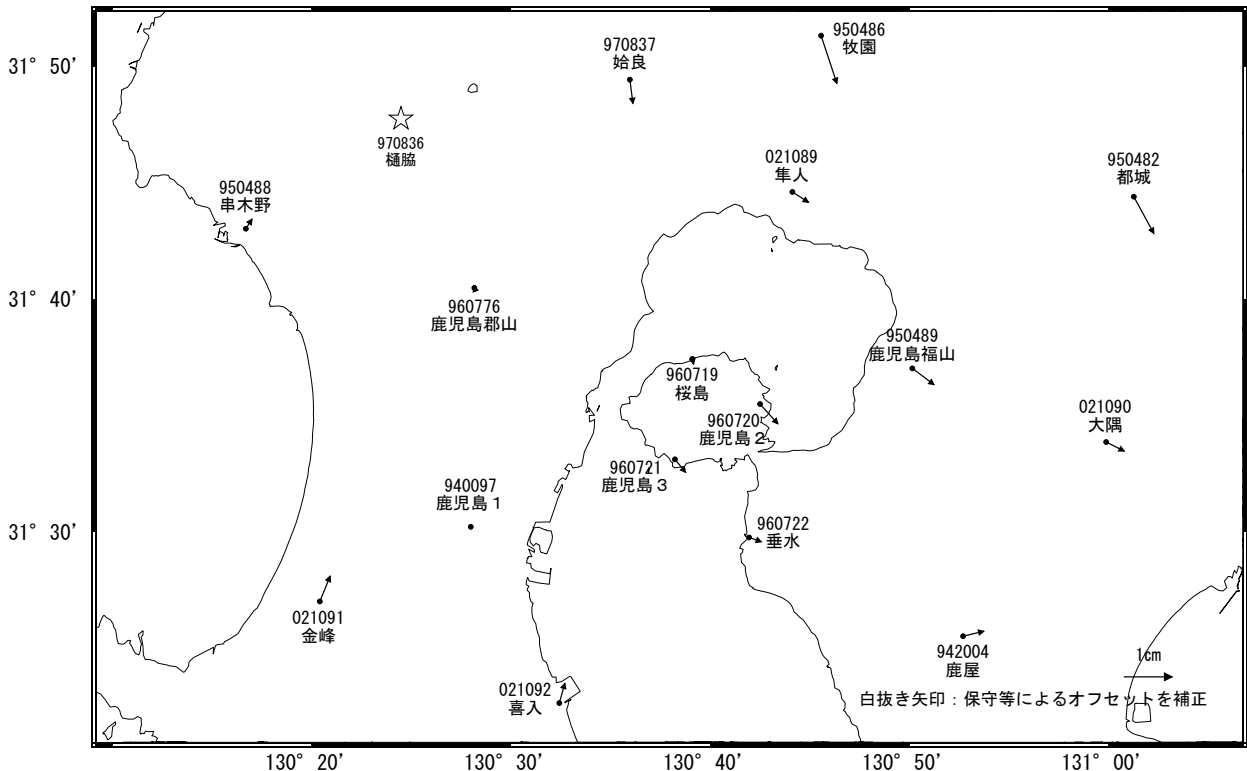 950486
牧園
970837
姶良
31° 50′
970836
樋脇
021089
隼人
950482
都城
950488
串木野
31° 40′
960776
鹿児島郡山
950489
鹿児島福山
960719
桜島
960720
鹿児島２
021090
大隅
960721
鹿児島３
940097
鹿児島１
31° 30′
960722
垂水
021091
金峰
942004
鹿屋
1cm
021092
喜入
白抜き矢印：保守等によるオフセットを補正
130° 20′
130° 30′
130° 40′
130° 50′
131° 00′